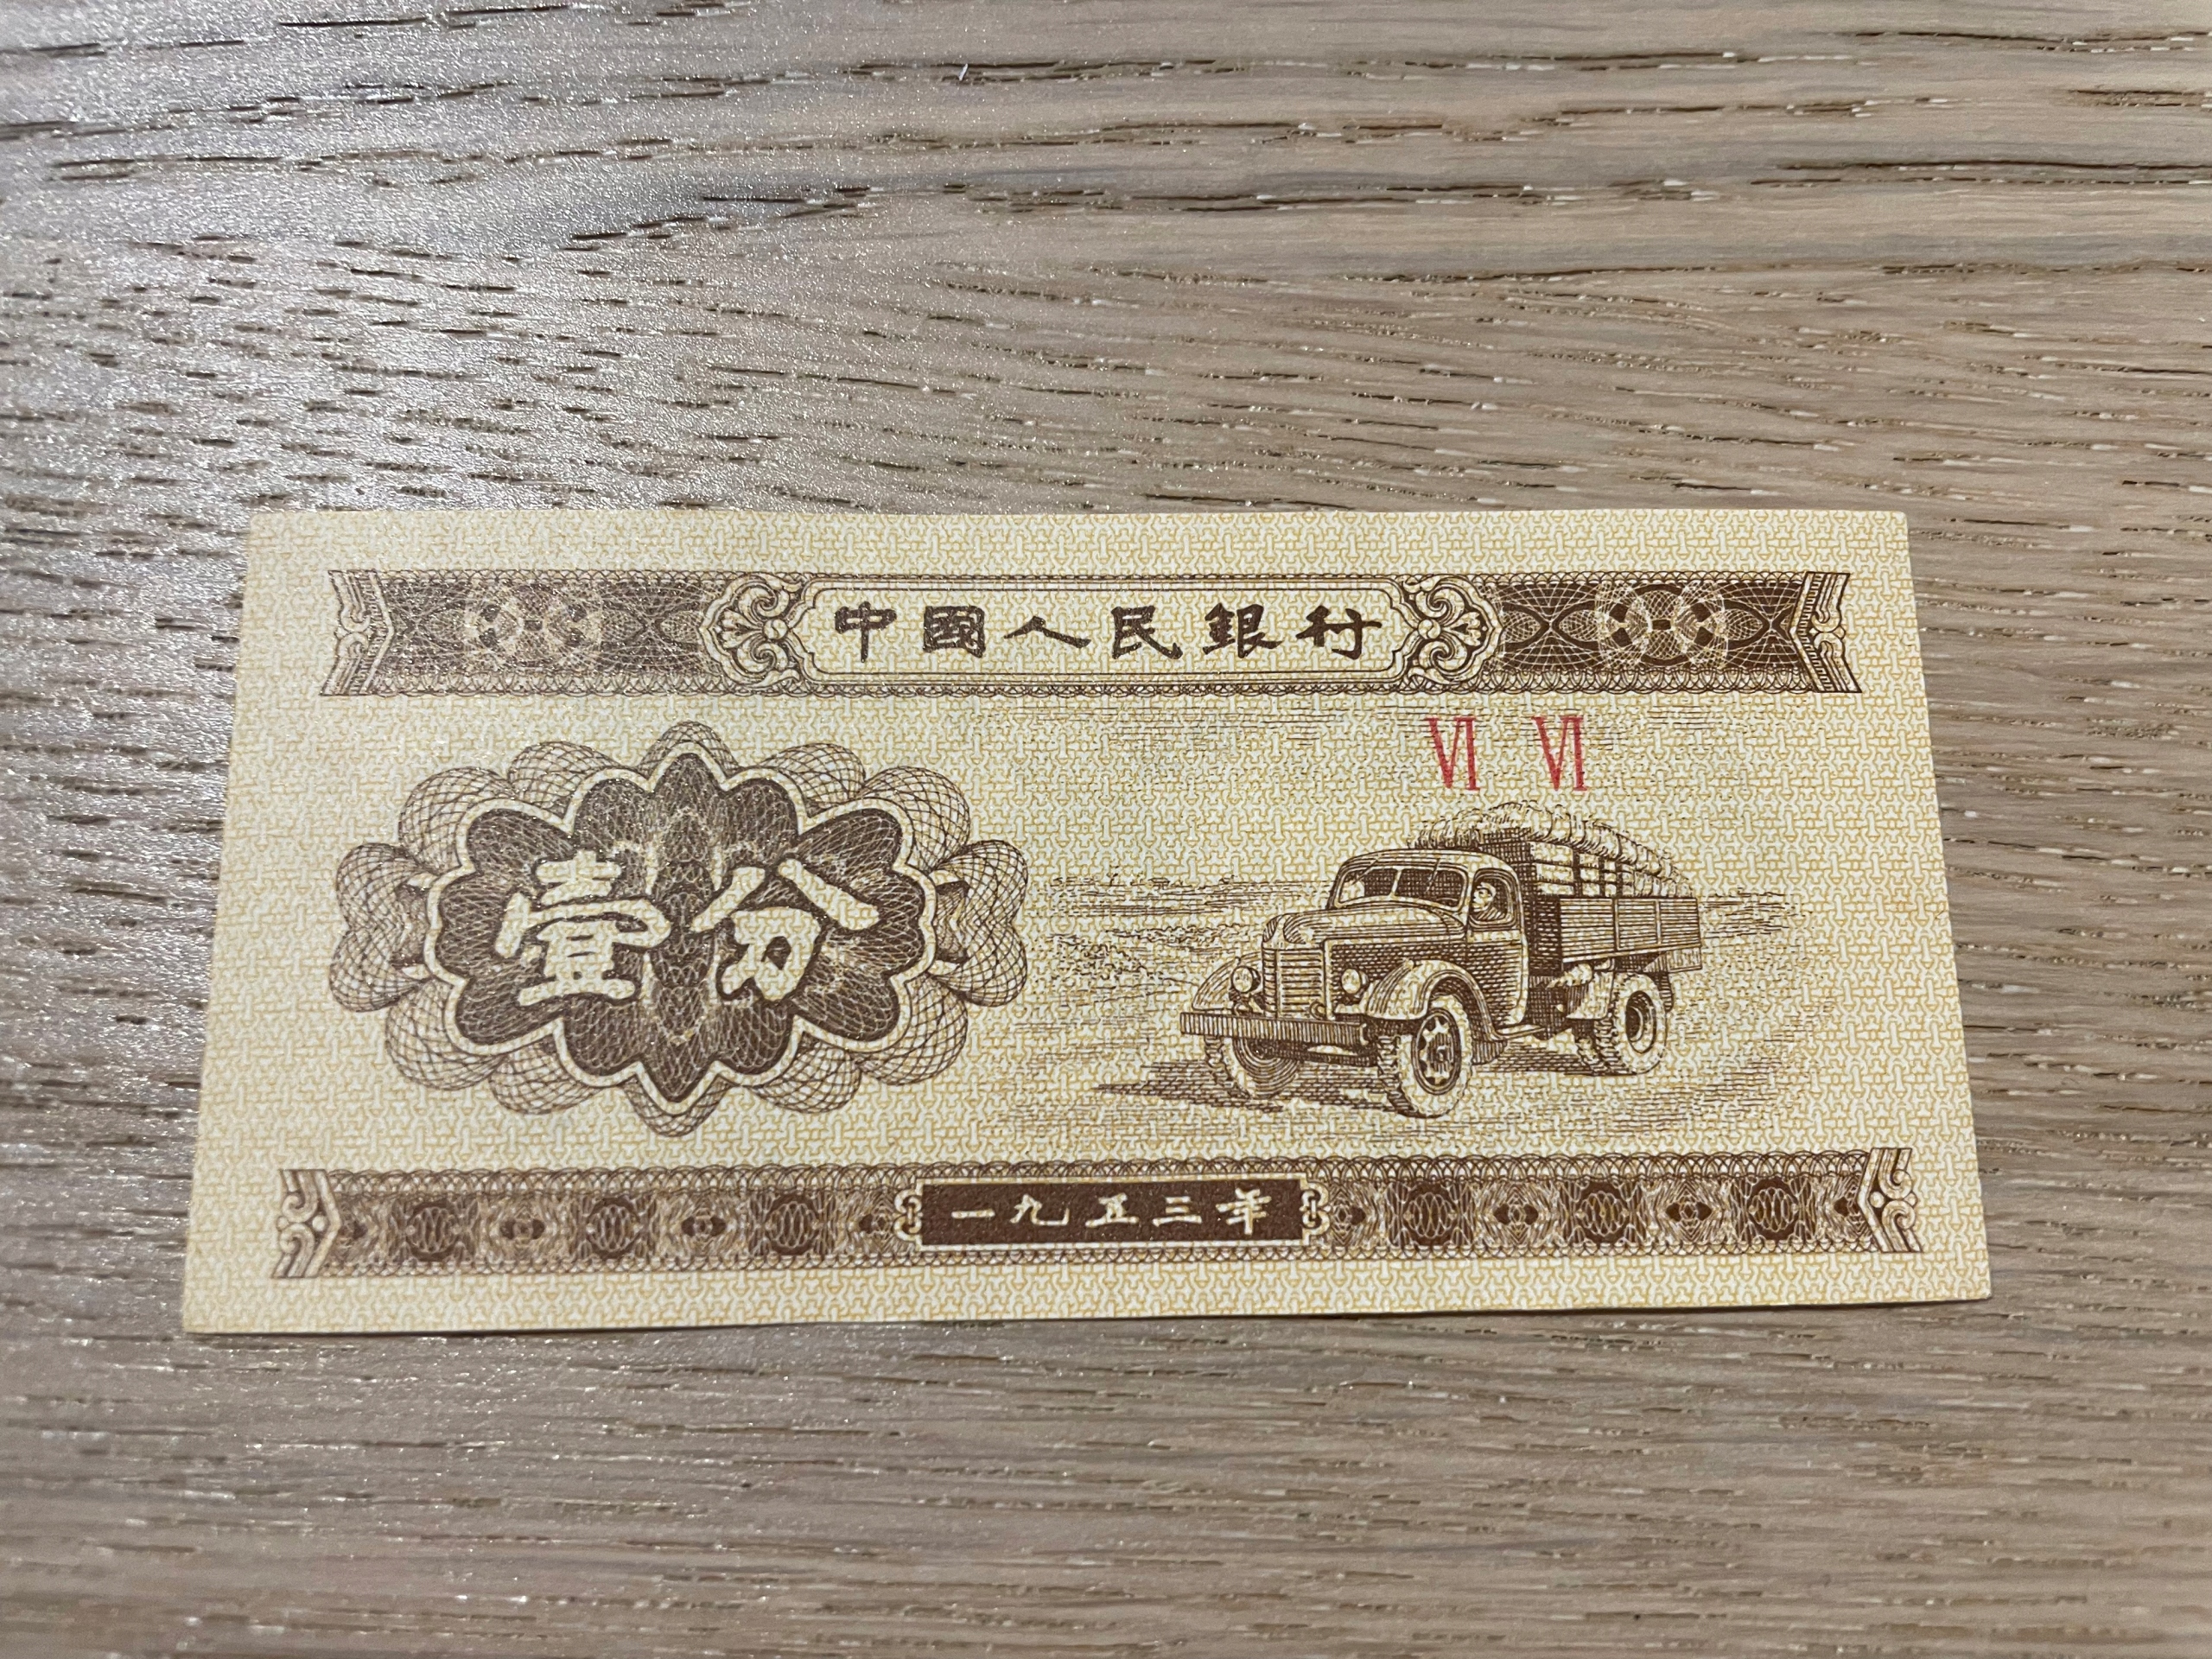 中國人民銀行
Ⅵ Ⅵ
壹分
一九五三年